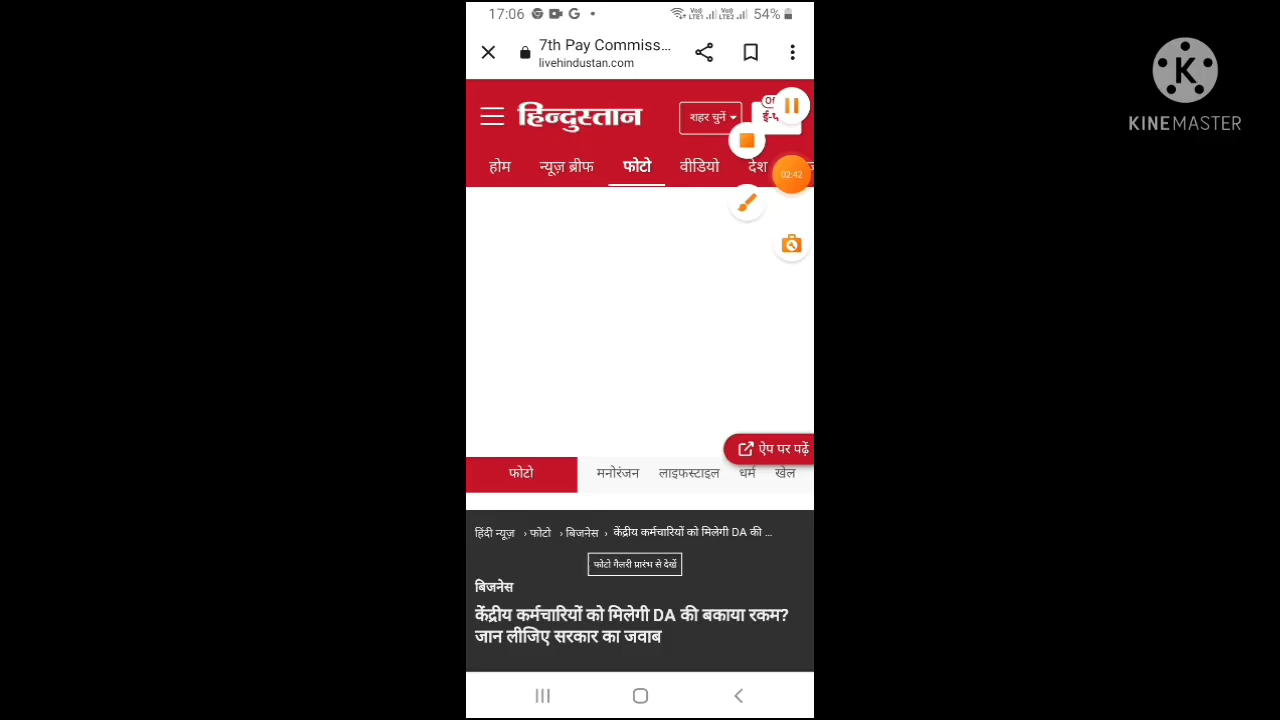 17:06 54%
7th Pay Commiss...
livehindustan.com
हिन्दुस्तान शहर चुनें
होम न्यूज़ ब्रीफ फोटो वीडियो देश
02:42
KINEMASTER
ऐप पर पढ़ें
फोटो मनोरंजन लाइफस्टाइल धर्म खेल
हिंदी न्यूज़ › फोटो › बिजनेस › केंद्रीय कर्मचारियों को मिलेगी DA की ...
फोटो गैलरी प्रारंभ से देखें
बिजनेस
केंद्रीय कर्मचारियों को मिलेगी DA की बकाया रकम?
जान लीजिए सरकार का जवाब